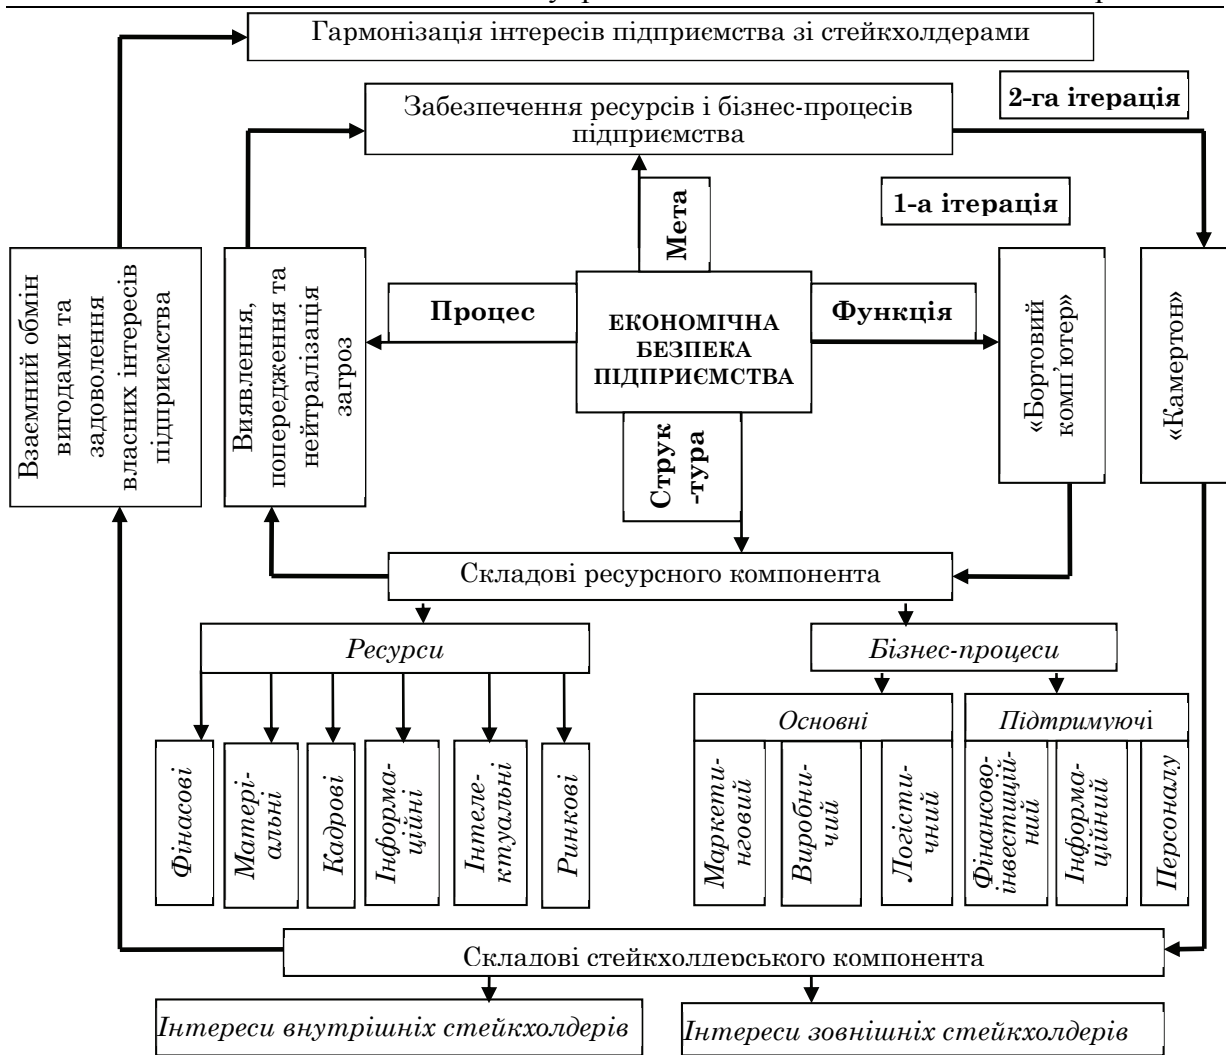 Гармонізація інтересів підприємства зі стейкхолдерами
2-га ітерація
Забезпечення ресурсів і бізнес-процесів
підприємства
1-а ітерація
Мета
Взаємний обмін
вигодами та
задоволення
власних інтересів
підприємства
Виявлення,
попередження та
нейтралізація
загроз
Процес
ЕКОНОМІЧНА
БЕЗПЕКА
ПІДПРИЄМСТВА
Функція
«Бортовий
комп'ютер»
«Камертон»
Струк
-тура
Складові ресурсного компонента
Ресурси
Бізнес-процеси
Основні
Підтримуючі
Фінасові
Матері-
альні
Кадрові
Інформа-
ційні
Інтеле-
ктуальні
Ринкові
Маркети-
нговий
Виробни-
чий
Логісти-
чний
Фінансово-
інвестицій-
ний
Інформа-
ційний
Персоналу
Складові стейкхолдерського компонента
Інтереси внутрішніх стейкхолдерів
Інтереси зовнішніх стейкхолдерів